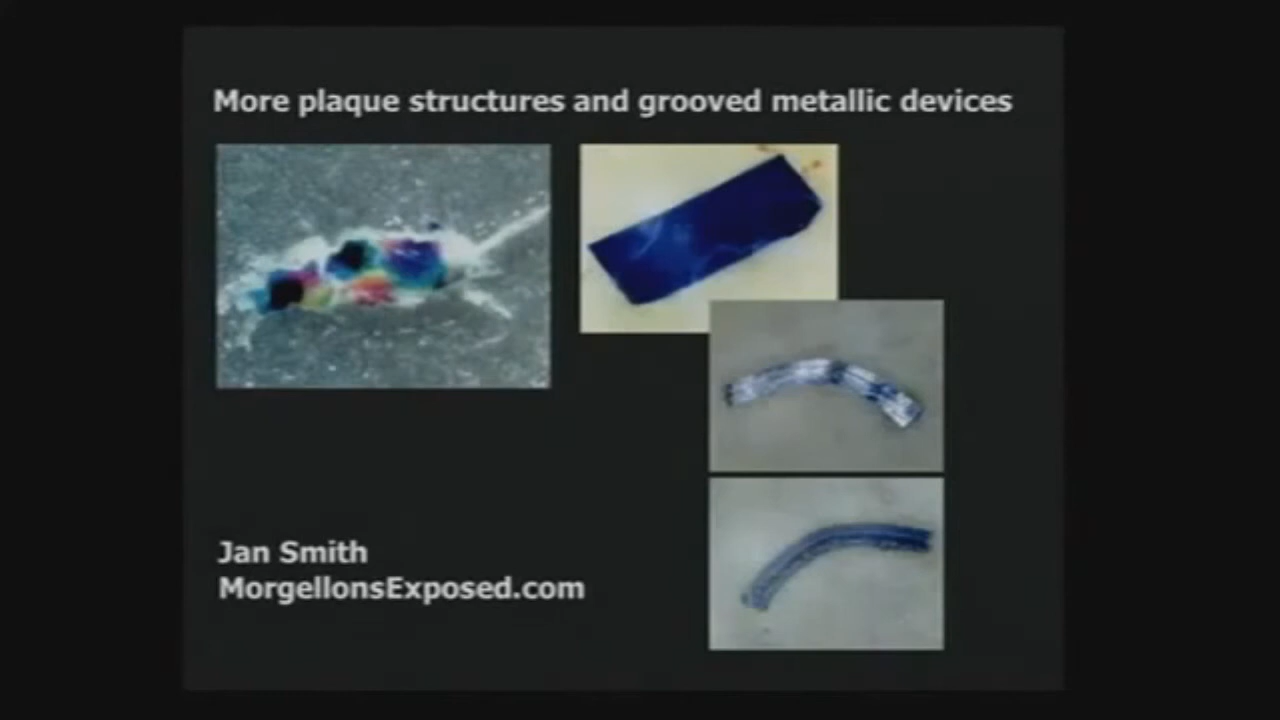 More plaque structures and grooved metallic devices
Jan Smith
MorgellonsExposed.com